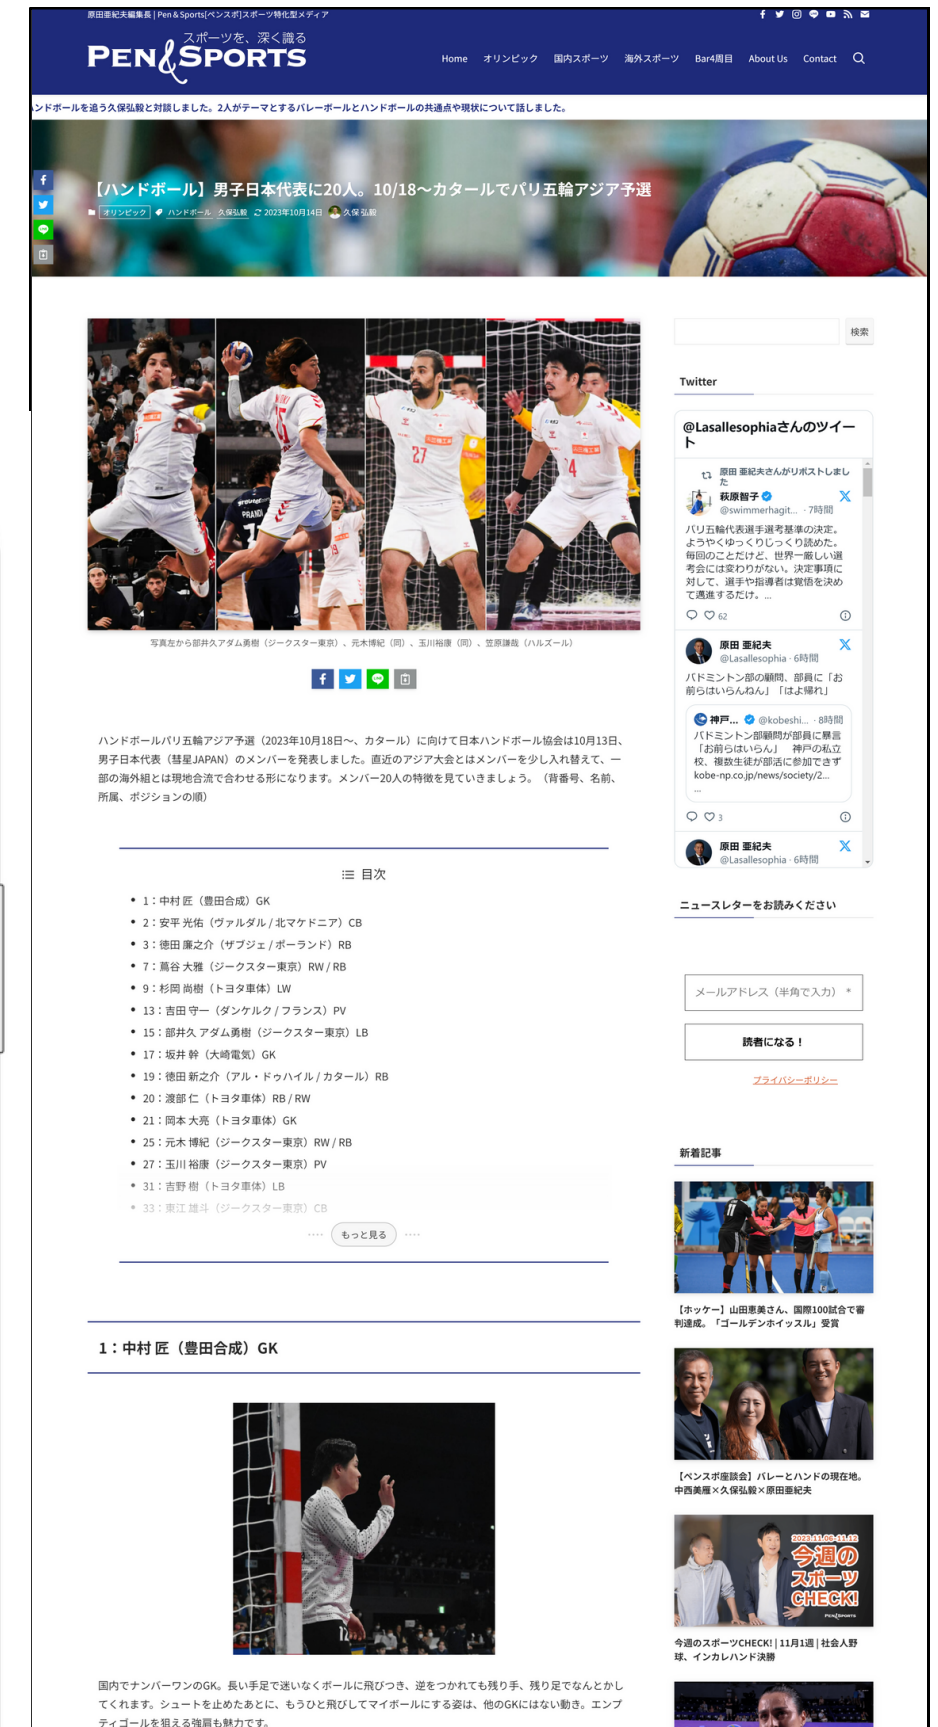 原田亜紀夫編集長 | Pen＆Sports[ペンスポ]スポーツ特化型メディア
スポーツを、深く識る
PEN&SPORTS
Home オリンピック 国内スポーツ 海外スポーツ Bar4周目 About Us Contact
ハンドボールを追う久保弘毅と対談しました。2人がテーマとするバレーボールとハンドボールの共通点や現状について話しました。
【ハンドボール】男子日本代表に20人。10/18〜カタールでパリ五輪アジア予選
オリンピック ハンドボール 久保弘毅 2023年10月14日 久保 弘毅
写真左から部井久アダム勇樹（ジークスター東京）、元木博紀（同）、玉川裕康（同）、笠原謙哉（ハルズール）
ハンドボールパリ五輪アジア予選（2023年10月18日〜、カタール）に向けて日本ハンドボール協会は10月13日、
男子日本代表（彗星JAPAN）のメンバーを発表しました。直近のアジア大会とはメンバーを少し入れ替えて、一
部の海外組とは現地合流で合わせる形になります。メンバー20人の特徴を見ていきましょう。（背番号、名前、
所属、ポジションの順）
目次
1：中村 匠（豊田合成）GK
2：安平 光佑（ヴァルダル / 北マケドニア）CB
3：徳田 廉之介（ザブジェ / ポーランド）RB
7：蔦谷 大雅（ジークスター東京）RW / RB
9：杉岡 尚樹（トヨタ車体）LW
13：吉田 守一（ダンケルク / フランス）PV
15：部井久 アダム勇樹（ジークスター東京）LB
17：坂井 幹（大崎電気）GK
19：徳田 新之介（アル・ドゥハイル / カタール）RB
20：渡部 仁（トヨタ車体）RB / RW
21：岡本 大亮（トヨタ車体）GK
25：元木 博紀（ジークスター東京）RW / RB
27：玉川 裕康（ジークスター東京）PV
31：吉野 樹（トヨタ車体）LB
33：東江 雄斗（ジークスター東京）CB
もっと見る
1：中村 匠（豊田合成）GK
12
国内でナンバーワンのGK。長い手足で迷いなくボールに飛びつき、逆をつかれても残り手、残り足でなんとかし
てくれます。シュートを止めたあとに、もうひと飛びしてマイボールにする姿は、他のGKにはない動き。エンプ
ティゴールを狙える強肩も魅力です。
検索
Twitter
@Lasallesophiaさんのツイー
ト
原田 亜紀夫さんがリポストしまし
た
萩原智子
@swimmerhagit... · 7時間
パリ五輪代表選手選考基準の決定。
ようやくゆっくりじっくり読めた。
毎回のことだけど、世界一厳しい選
考会には変わりがない。決定事項に
対して、選手や指導者は覚悟を決め
て邁進するだけ。...
62
原田 亜紀夫
@Lasallesophia · 6時間
バドミントン部の顧問、部員に「お
前らはいらんねん」「はよ帰れ」
神戸... @kobeshi... · 8時間
バドミントン部顧問が部員に暴言
「お前らはいらん」 神戸の私立
校、複数生徒が部活に参加できず
kobe-np.co.jp/news/society/2...
...
3
原田 亜紀夫
@Lasallesophia · 6時間
ニュースレターをお読みください
メールアドレス（半角で入力） *
読者になる！
プライバシーポリシー
新着記事
【ホッケー】山田恵美さん、国際100試合で審
判達成。「ゴールデンホイッスル」受賞
【ペンスポ座談会】バレーとハンドの現在地。
中西美雁×久保弘毅×原田亜紀夫
2023.11.06-11.12
今週の
スポーツ
CHECK!
PEN&SPORTS
今週のスポーツCHECK! | 11月1週 | 社会人野
球、インカレハンド決勝